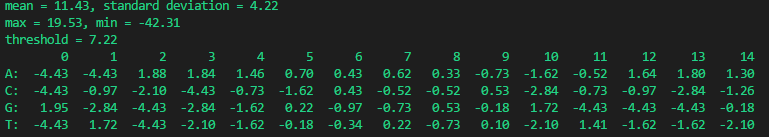 mean = 11.43, standard deviation = 4.22
max = 19.53, min = -42.31
threshold = 7.22
0 1 2 3 4 5 6 7 8 9 10 11 12 13 14
A: -4.43 -4.43 1.88 1.84 1.46 0.70 0.43 0.62 0.33 -0.73 -1.62 -0.52 1.64 1.80 1.30
C: -4.43 -0.97 -2.10 -4.43 -0.73 -1.62 0.43 -0.52 -0.52 0.53 -2.84 -0.73 -0.97 -2.84 -1.26
G: 1.95 -2.84 -4.43 -2.84 -1.62 0.22 -0.97 -0.73 0.53 0.18 1.72 -4.43 -4.43 -4.43 -0.18
T: -4.43 1.72 -4.43 -2.10 -1.62 -0.18 -0.34 0.22 -0.73 0.10 -2.10 1.41 -1.62 -1.62 -2.10